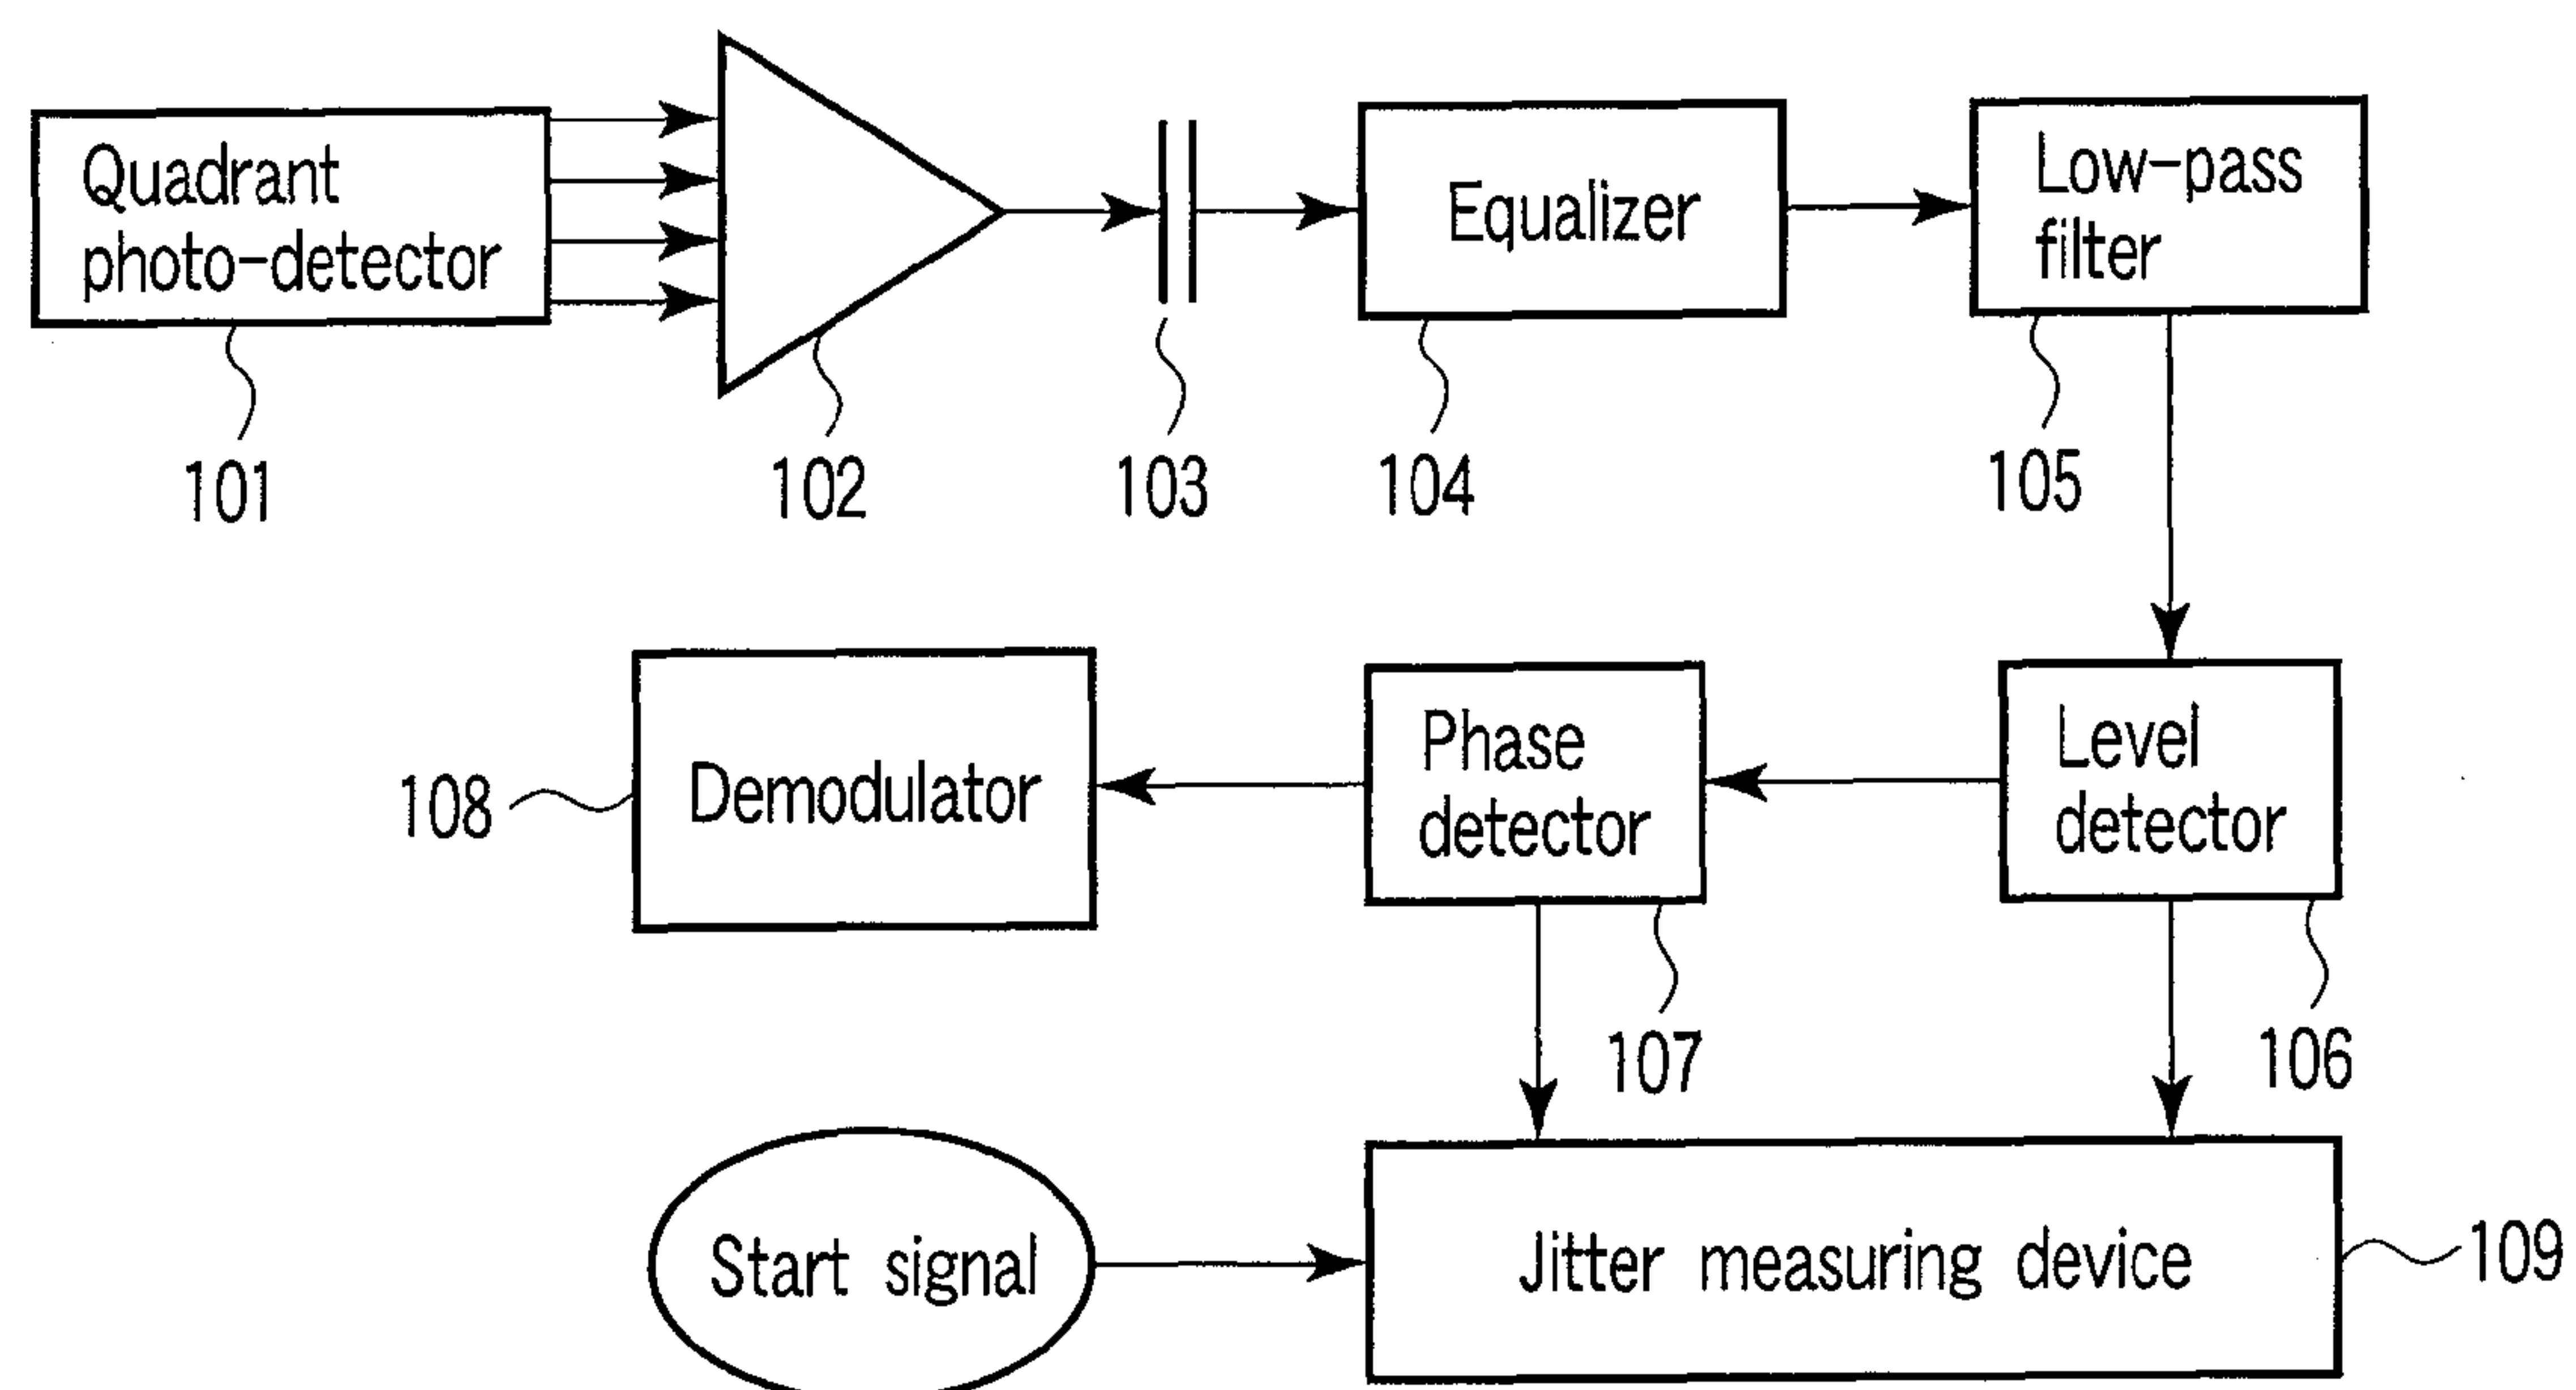 Quadrant
photo-detector
Equalizer
Low-pass
filter
101
102
103
104
105
Demodulator
Phase
detector
Level
detector
108
107
106
Start signal
Jitter measuring device
109